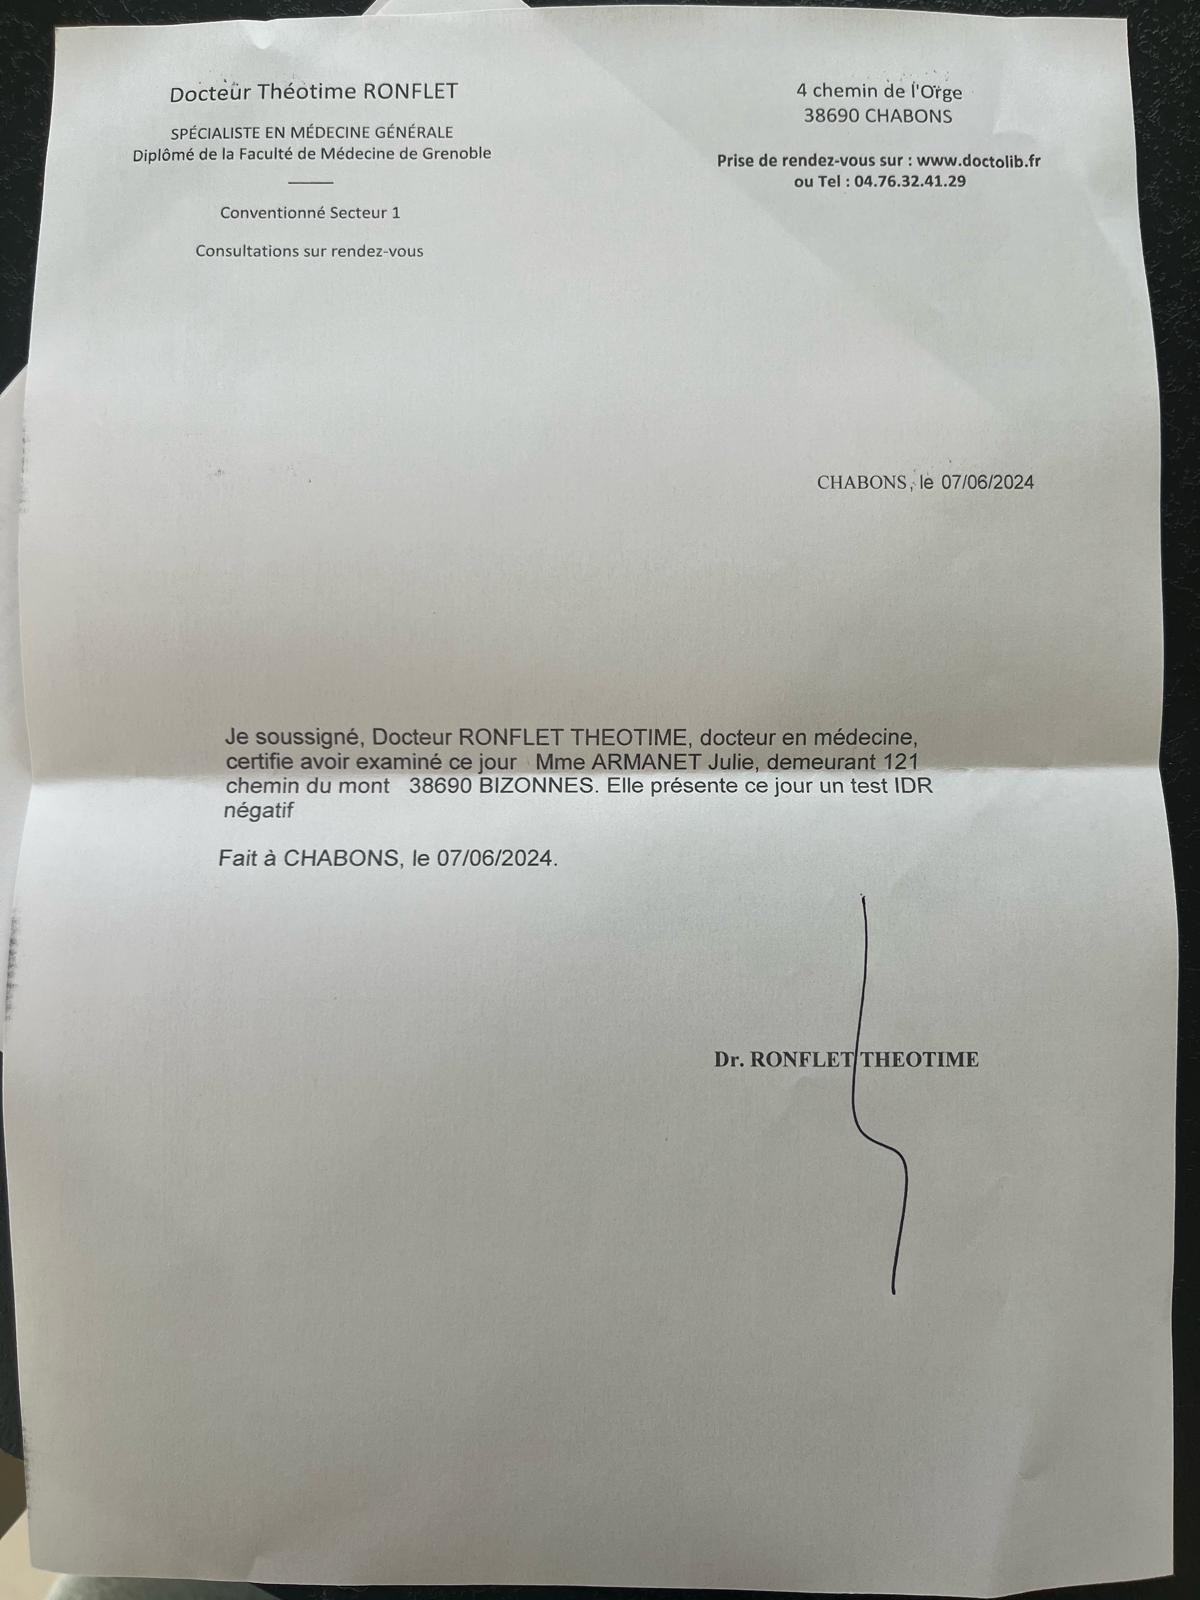 Docteur Théotime RONFLET
SPÉCIALISTE EN MÉDECINE GÉNÉRALE
Diplômé de la Faculté de Médecine de Grenoble
Conventionné Secteur 1
Consultations sur rendez-vous
4 chemin de l'Orge
38690 CHABONS
Prise de rendez-vous sur : www.doctolib.fr
ou Tel : 04.76.32.41.29
CHABONS, le 07/06/2024
Je soussigné, Docteur RONFLET THEOTIME, docteur en médecine,
certifie avoir examiné ce jour Mme ARMANET Julie, demeurant 121
chemin du mont 38690 BIZONNES. Elle présente ce jour un test IDR
négatif
Fait à CHABONS, le 07/06/2024.
Dr. RONFLET THEOTIME